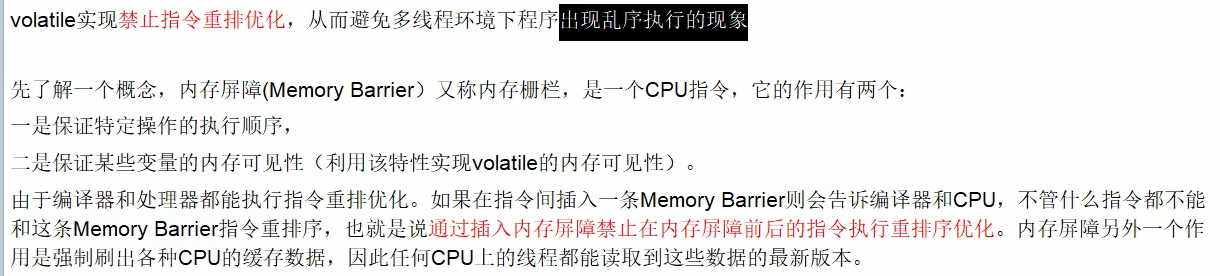 volatile实现禁止指令重排优化，从而避免多线程环境下程序出现乱序执行的现象
先了解一个概念，内存屏障(Memory Barrier）又称内存栅栏，是一个CPU指令，它的作用有两个：
一是保证特定操作的执行顺序，
二是保证某些变量的内存可见性（利用该特性实现volatile的内存可见性）。
由于编译器和处理器都能执行指令重排优化。如果在指令间插入一条Memory Barrier则会告诉编译器和CPU，不管什么指令都不能
和这条Memory Barrier指令重排序，也就是说通过插入内存屏障禁止在内存屏障前后的指令执行重排序优化。内存屏障另外一个作
用是强制刷出各种CPU的缓存数据，因此任何CPU上的线程都能读取到这些数据的最新版本。